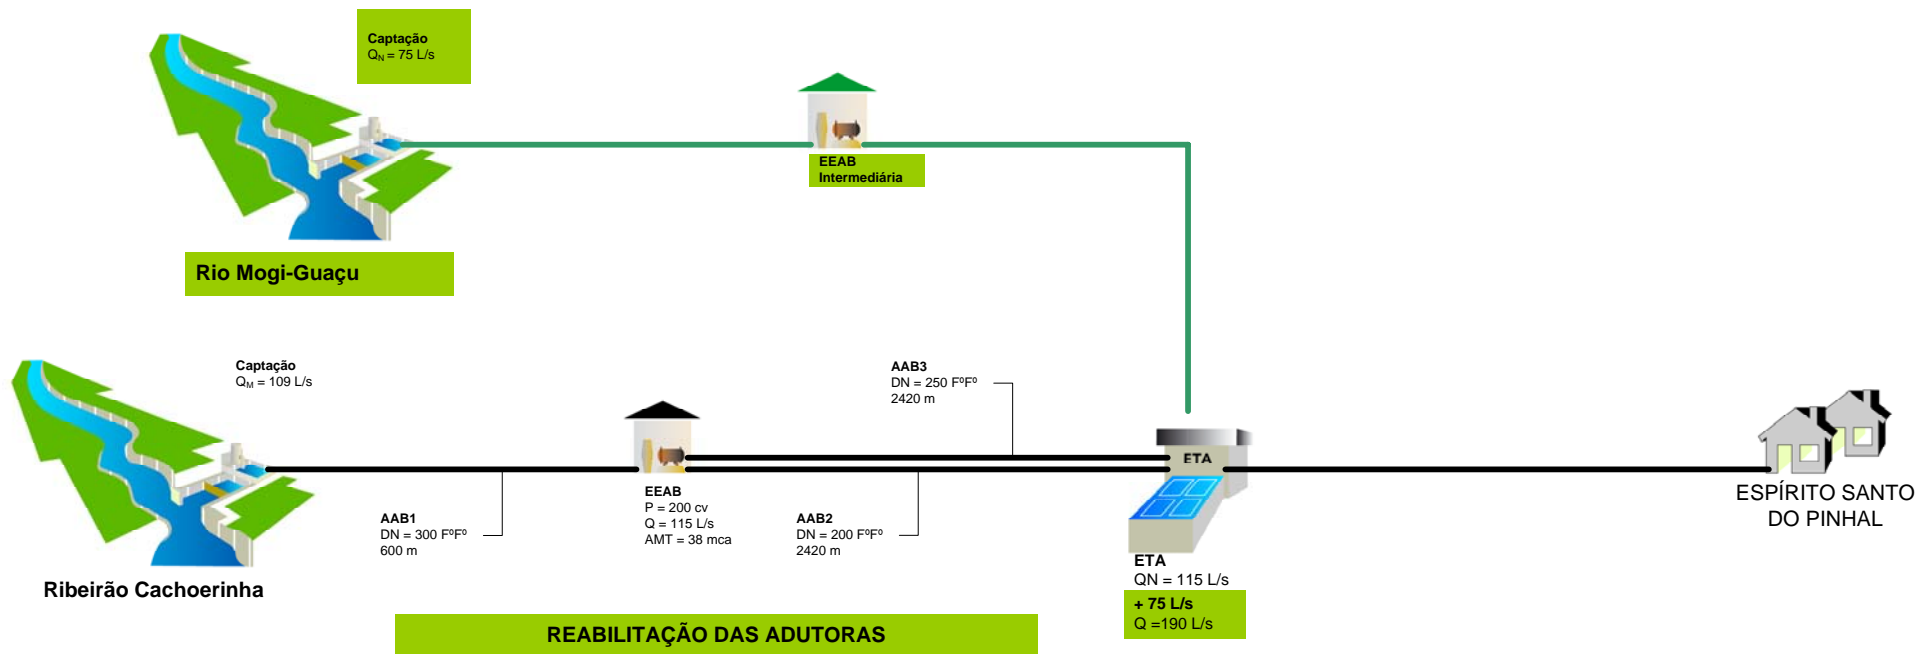 Captação
Q_N = 75 L/s
EEAB
Intermediária
Rio Mogi-Guaçu
Captação
Q_M = 109 L/s
AAB3
DN = 250 FºFº
2420 m
ETA
AAB1
DN = 300 FºFº
600 m
EEAB
P = 200 cv
Q = 115 L/s
AMT = 38 mca
AAB2
DN = 200 FºFº
2420 m
ESPÍRITO SANTO
DO PINHAL
ETA
QN = 115 L/s
+ 75 L/s
Q =190 L/s
Ribeirão Cachoerinha
REABILITAÇÃO DAS ADUTORAS